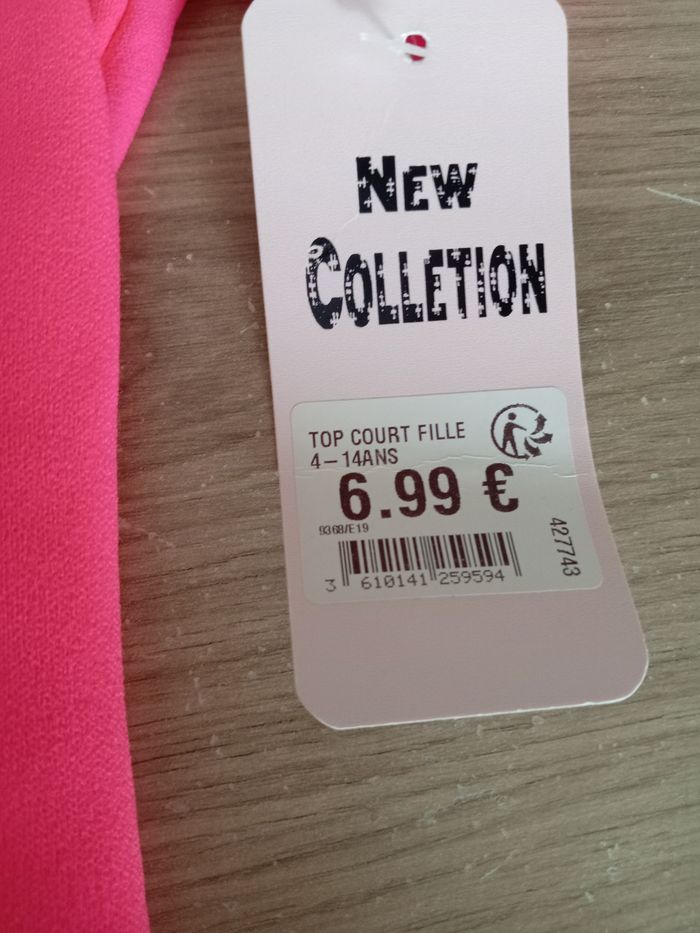 NEW
COLLETION
TOP COURT FILLE
4-14ANS
6.99 €
9368/E19
3 610141 259594
427743